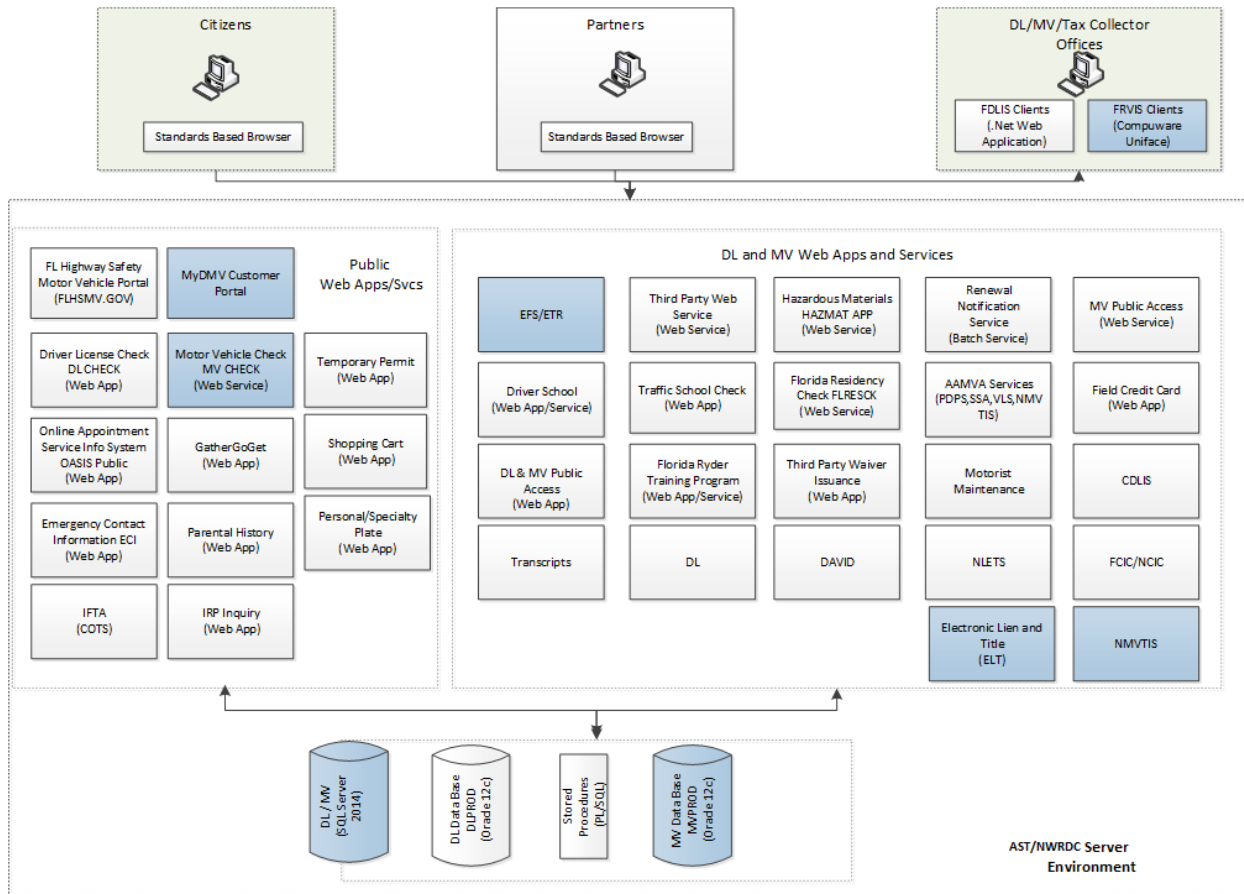 Citizens
Standards Based Browser
Partners
Standards Based Browser
DL/MV/Tax Collector
Offices
FDLIS Clients
(.Net Web
Application)
FRVIS Clients
(Compuware
Uniface)
Public
Web Apps/Svcs
FL Highway Safety
Motor Vehicle Portal
(FLHSMV.GOV)
MyDMV Customer
Portal
Driver License Check
DLCHECK
(Web App)
Motor Vehicle Check
MV CHECK
(Web Service)
Temporary Permit
(Web App)
Online Appointment
Service Info System
OASIS Public
(Web App)
GatherGoGet
(Web App)
Shopping Cart
(Web App)
Emergency Contact
Information ECI
(Web App)
Parental History
(Web App)
Personal/Specialty
Plate
(Web App)
IFTA
(COTS)
IRP Inquiry
(Web App)
DL and MV Web Apps and Services
EFS/ETR
Third Party Web
Service
(Web Service)
Hazardous Materials
HAZMAT APP
(Web Service)
Renewal
Notification
Service
(Batch Service)
MV Public Access
(Web Service)
Driver School
(Web App/Service)
Traffic School Check
(Web App)
Florida Residency
Check FLRESCK
(Web Service)
AAMVA Services
(PDPS,SSA,VLS,NMV
TIS)
Field Credit Card
(Web App)
DL & MV Public
Access
(Web App)
Florida Ryder
Training Program
(Web App/Service)
Third Party Waiver
Issuance
(Web App)
Motorist
Maintenance
CDLIS
Transcripts
DL
DAVID
NLETS
FCIC/NCIC
Electronic Lien and
Title
(ELT)
NMVTIS
DL / MV
(SQL Server
2014)
DL Data Base
DLPROD
(Oracle 12c)
Stored
Procedures
(PL/SQL)
MV Data Base
MVPROD
(Oracle 12c)
AST/NWRDC Server
Environment